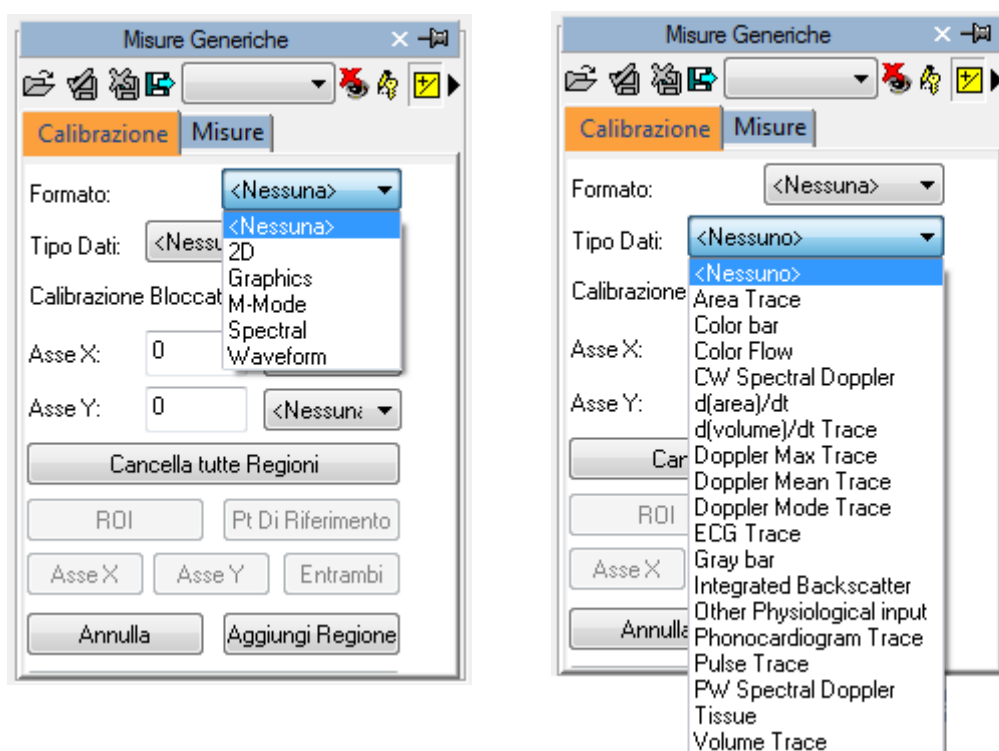 Misure Generiche
Calibrazione Misure
Formato: <Nessuna>
<Nessuna>
2D
Graphics
M-Mode
Spectral
Waveform
Tipo Dati: <Nessu
Calibrazione Bloccat
Asse X: 0
Asse Y: 0 <Nessuna
Cancella tutte Regioni
ROI Pt Di Riferimento
Asse X Asse Y Entrambi
Annulla Aggiungi Regione
Misure Generiche
Calibrazione Misure
Formato: <Nessuna>
Tipo Dati: <Nessuno>
<Nessuno>
Area Trace
Color bar
Color Flow
CW Spectral Doppler
d(area)/dt
d(volume)/dt Trace
Doppler Max Trace
Doppler Mean Trace
Doppler Mode Trace
ECG Trace
Gray bar
Integrated Backscatter
Other Physiological input
Phonocardiogram Trace
Pulse Trace
PW Spectral Doppler
Tissue
Volume Trace
Calibrazione
Asse X:
Asse Y:
Can
ROI
Asse X
Annulla